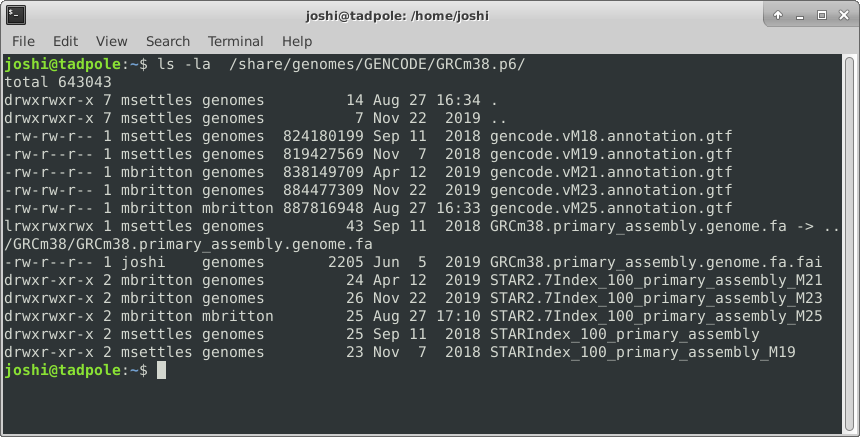 joshi@tadpole: /home/joshi
File Edit View Search Terminal Help
joshi@tadpole:~$ ls -la  /share/genomes/GENCODE/GRCm38.p6/
total 643043
drwxrwxr-x 7 msettles genomes         14 Aug 27 16:34 .
drwxrwxr-x 7 msettles genomes          7 Nov 22  2019 ..
-rw-rw-r-- 1 msettles genomes  824180199 Sep 11  2018 gencode.vM18.annotation.gtf
-rw-r--r-- 1 msettles genomes  819427569 Nov  7  2018 gencode.vM19.annotation.gtf
-rw-rw-r-- 1 mbritton genomes  838149709 Apr 12  2019 gencode.vM21.annotation.gtf
-rw-rw-r-- 1 mbritton genomes  884477309 Nov 22  2019 gencode.vM23.annotation.gtf
-rw-rw-r-- 1 mbritton mbritton 887816948 Aug 27 16:33 gencode.vM25.annotation.gtf
lrwxrwxrwx 1 msettles genomes         43 Sep 11  2018 GRCm38.primary_assembly.genome.fa -> ..
/GRCm38/GRCm38.primary_assembly.genome.fa
-rw-r--r-- 1 joshi    genomes       2205 Jun  5  2019 GRCm38.primary_assembly.genome.fa.fai
drwxr-xr-x 2 mbritton genomes         24 Apr 12  2019 STAR2.7Index_100_primary_assembly_M21
drwxr-xr-x 2 mbritton genomes         26 Nov 22  2019 STAR2.7Index_100_primary_assembly_M23
drwxrwxr-x 2 mbritton mbritton        25 Aug 27 17:10 STAR2.7Index_100_primary_assembly_M25
drwxrwxr-x 2 msettles genomes         25 Sep 11  2018 STARIndex_100_primary_assembly
drwxr-xr-x 2 msettles genomes         23 Nov  7  2018 STARIndex_100_primary_assembly_M19
joshi@tadpole:~$